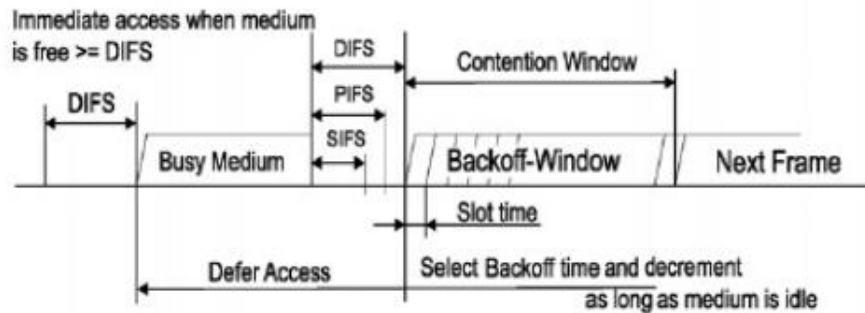 Immediate access when medium
is free >= DIFS
DIFS
DIFS
PIFS
SIFS
Contention Window
Busy Medium
Backoff-Window
Next Frame
Slot time
Defer Access
Select Backoff time and decrement
as long as medium is idle